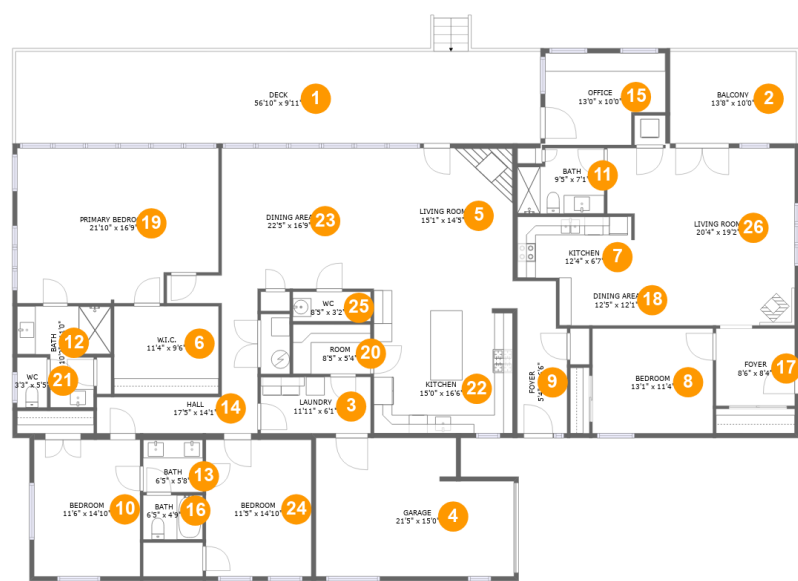 DECK
56'10" x 9'11"
1
OFFICE
13'0" x 10'0"
15
BALCONY
13'8" x 10'0"
2
BATH
9'5" x 7'1"
11
PRIMARY BEDRO
21'10" x 16'9"
19
DINING AREA
22'5" x 16'9"
23
LIVING ROOM
15'1" x 14'5"
5
LIVING ROOM
20'4" x 19'2"
26
KITCHEN
12'4" x 6'7"
7
DINING AREA
12'5" x 12'1"
18
WC
8'5" x 3'2"
25
BATH
12
W.I.C.
11'4" x 9'6"
6
ROOM
8'5" x 5'4"
20
WC
3'3" x 5'5"
21
KITCHEN
15'0" x 16'6"
22
FOYER
9
BEDROOM
13'1" x 11'4"
8
FOYER
8'6" x 8'4"
17
HALL
17'5" x 14'1"
14
LAUNDRY
11'11" x 6'1"
3
BATH
6'5" x 5'8"
13
BEDROOM
11'6" x 14'10"
10
BATH
6'5" x 4'9"
16
BEDROOM
11'5" x 14'10"
24
GARAGE
21'5" x 15'0"
4